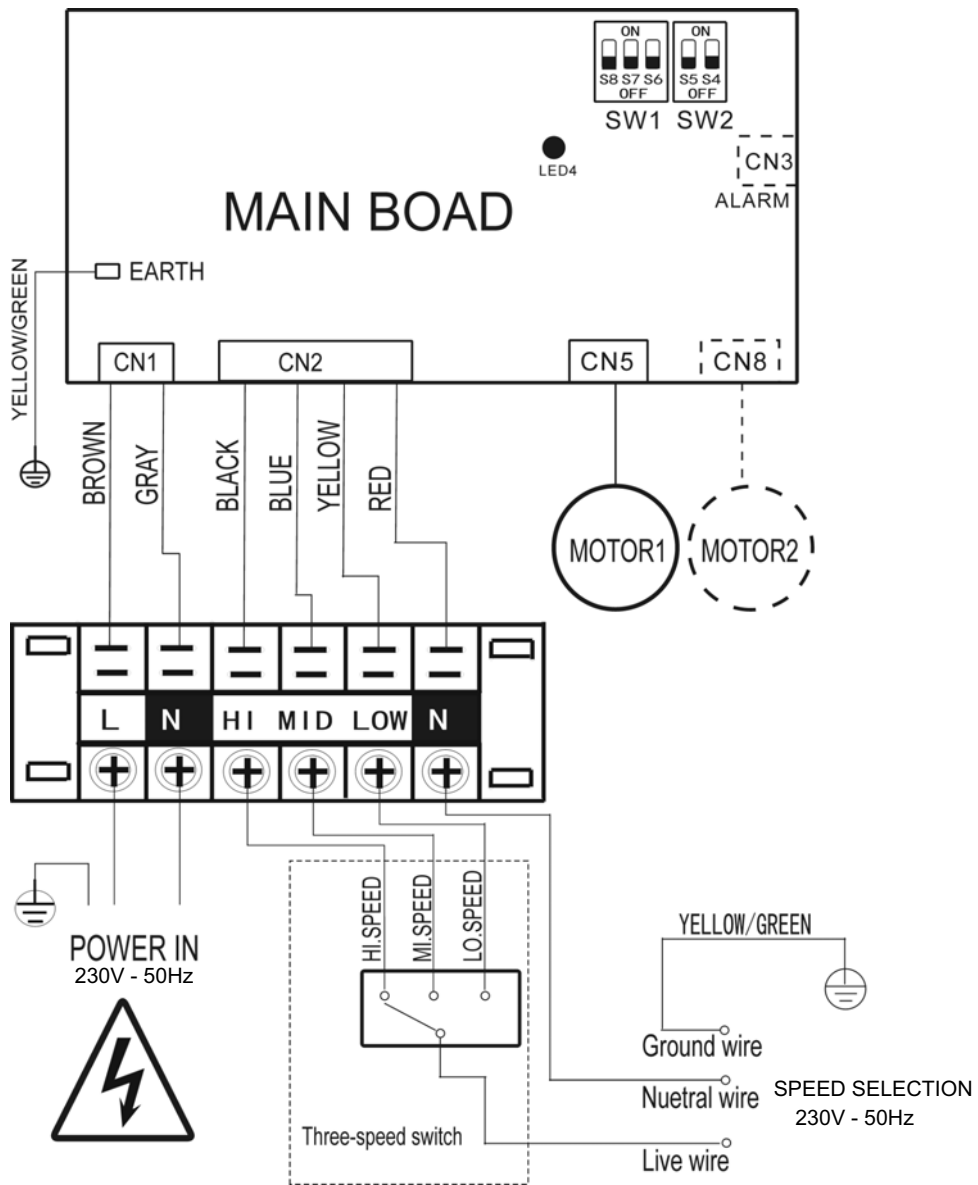 ON
ON
S8 S7 S6
S5 S4
OFF
OFF
SW1
SW2
LED4
CN3
ALARM
MAIN BOAD
EARTH
YELLOW/GREEN
CN1
CN2
CN5
CN8
BROWN
GRAY
BLACK
BLUE
YELLOW
RED
MOTOR1
MOTOR2
L
N
HI
MID
LOW
N
HI.SPEED
MI.SPEED
LO.SPEED
POWER IN
230V - 50Hz
YELLOW/GREEN
Ground wire
Nuetral wire
SPEED SELECTION
230V - 50Hz
Three-speed switch
Live wire